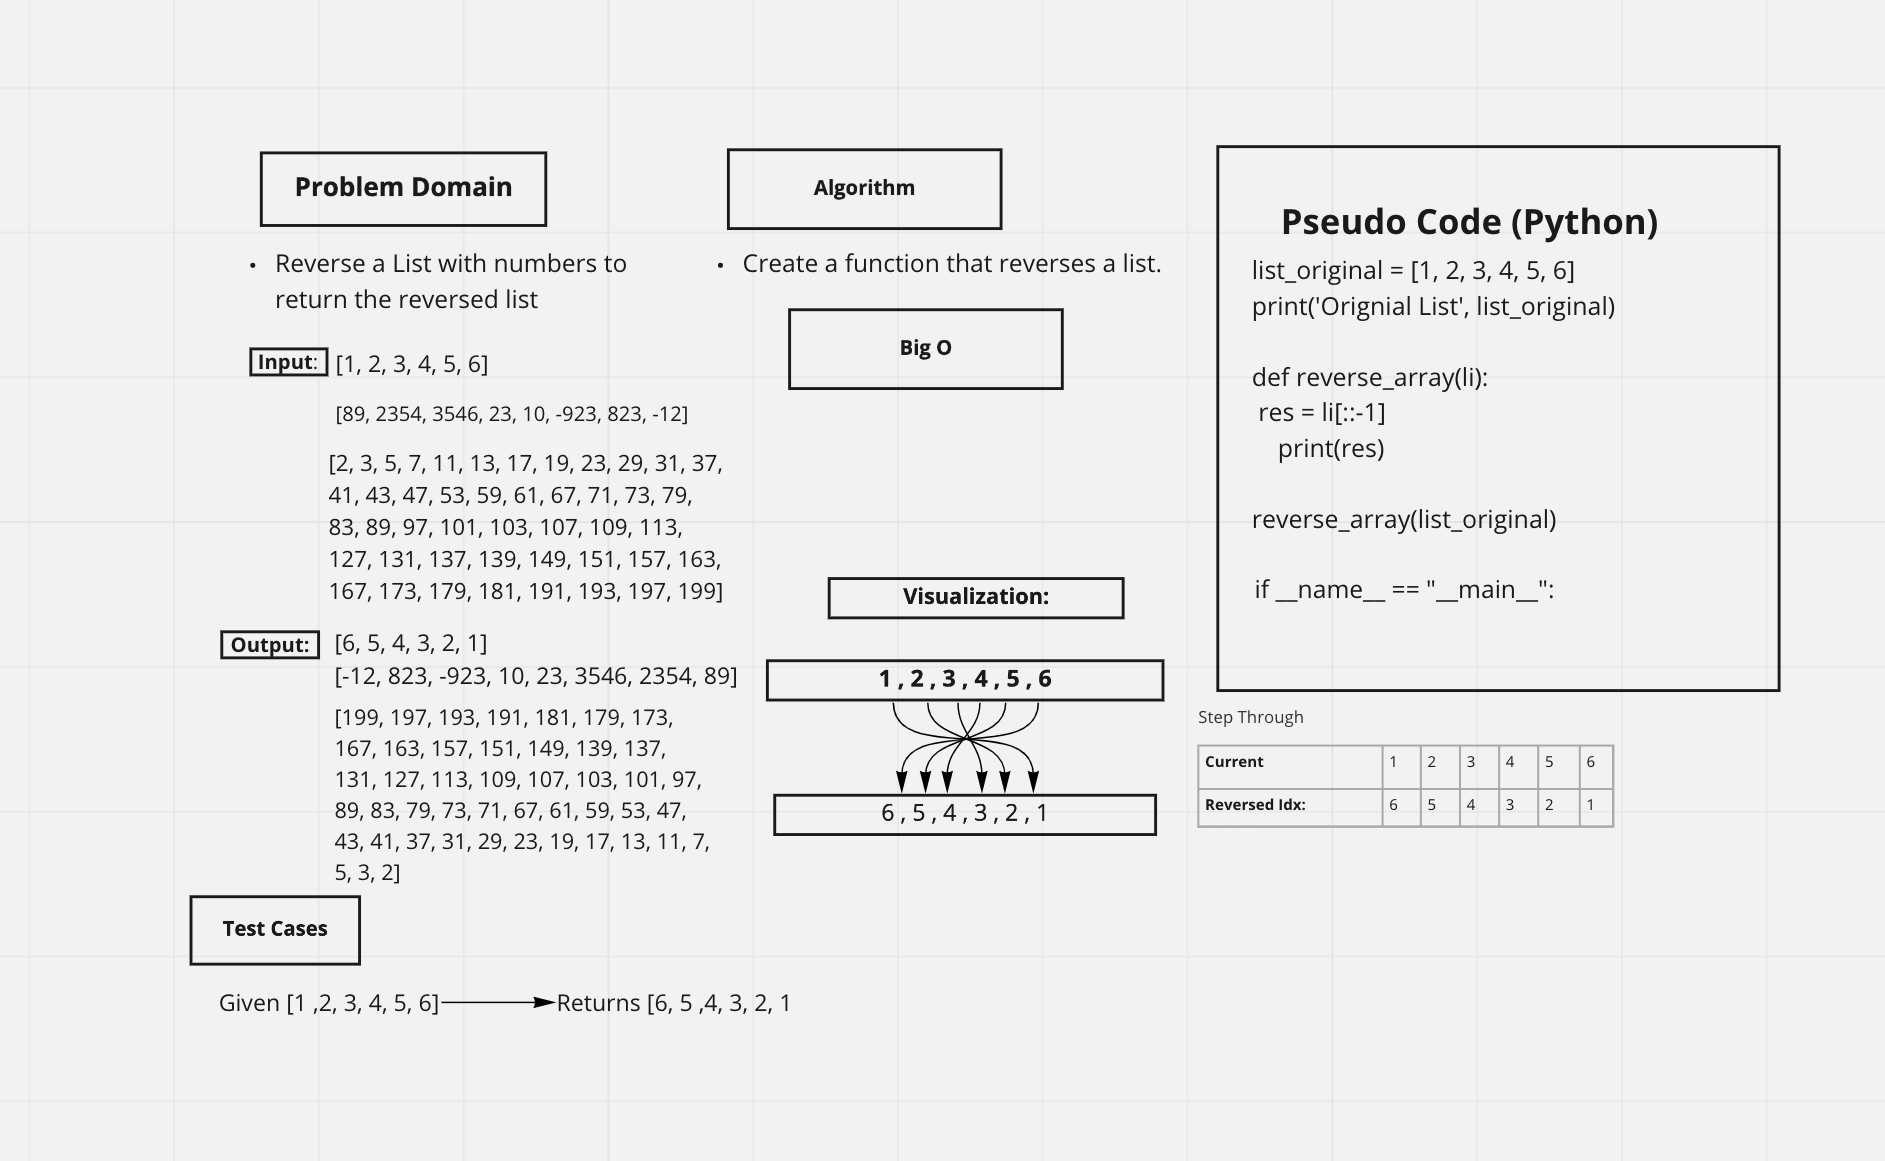 Problem Domain
• Reverse a List with numbers to
return the reversed list
Input: [1, 2, 3, 4, 5, 6]
[89, 2354, 3546, 23, 10, -923, 823, -12]
[2, 3, 5, 7, 11, 13, 17, 19, 23, 29, 31, 37,
41, 43, 47, 53, 59, 61, 67, 71, 73, 79,
83, 89, 97, 101, 103, 107, 109, 113,
127, 131, 137, 139, 149, 151, 157, 163,
167, 173, 179, 181, 191, 193, 197, 199]
Output: [6, 5, 4, 3, 2, 1]
[-12, 823, -923, 10, 23, 3546, 2354, 89]
[199, 197, 193, 191, 181, 179, 173,
167, 163, 157, 151, 149, 139, 137,
131, 127, 113, 109, 107, 103, 101, 97,
89, 83, 79, 73, 71, 67, 61, 59, 53, 47,
43, 41, 37, 31, 29, 23, 19, 17, 13, 11, 7,
5, 3, 2]
Test Cases
Given [1 ,2, 3, 4, 5, 6] Returns [6, 5 ,4, 3, 2, 1
Algorithm
• Create a function that reverses a list.
Big O
Visualization:
1 , 2 , 3 , 4 , 5 , 6
6 , 5 , 4 , 3 , 2 , 1
Pseudo Code (Python)
list_original = [1, 2, 3, 4, 5, 6]
print('Orignial List', list_original)
def reverse_array(li):
res = li[::-1]
print(res)
reverse_array(list_original)
if __name__ == "__main__":
Step Through
Current 1 2 3 4 5 6
Reversed Idx: 6 5 4 3 2 1